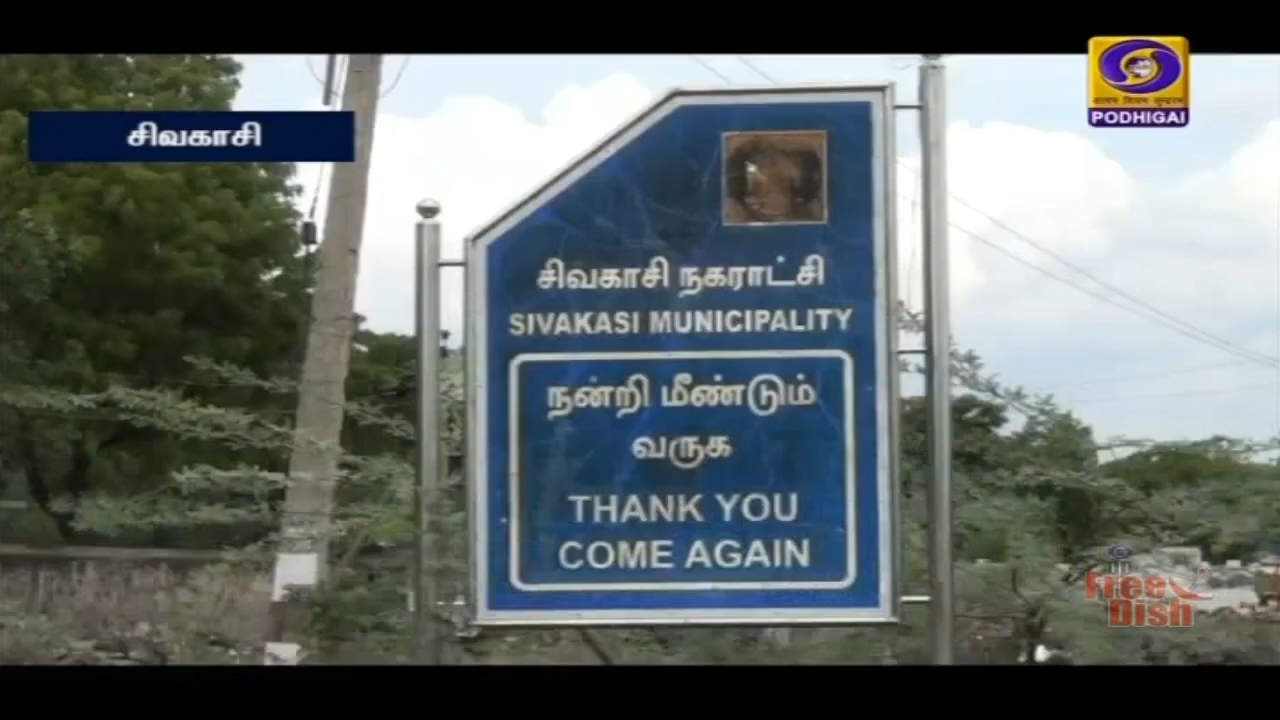 சிவகாசி
PODHIGAI
சிவகாசி நகராட்சி
SIVAKASI MUNICIPALITY
நன்றி மீண்டும்
வருக
THANK YOU
COME AGAIN
Free
Dish